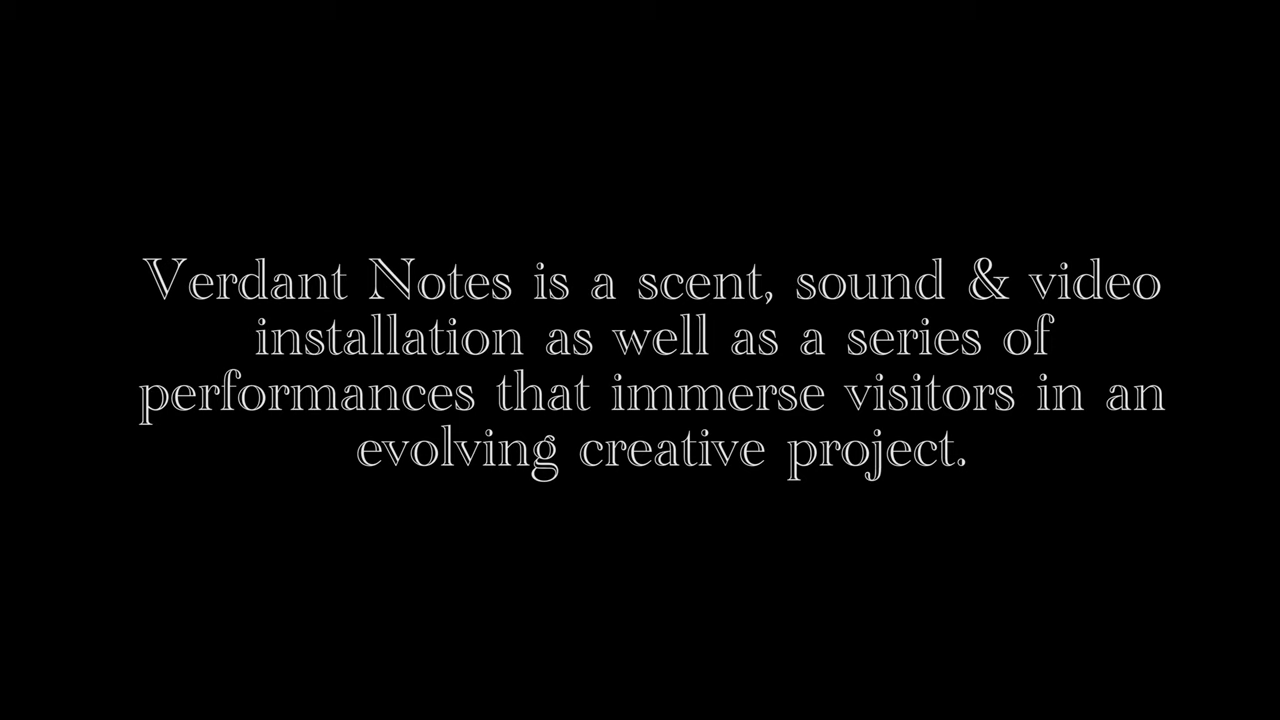 Verdant Notes is a scent, sound & video
installation as well as a series of
performances that immerse visitors in an
evolving creative project.